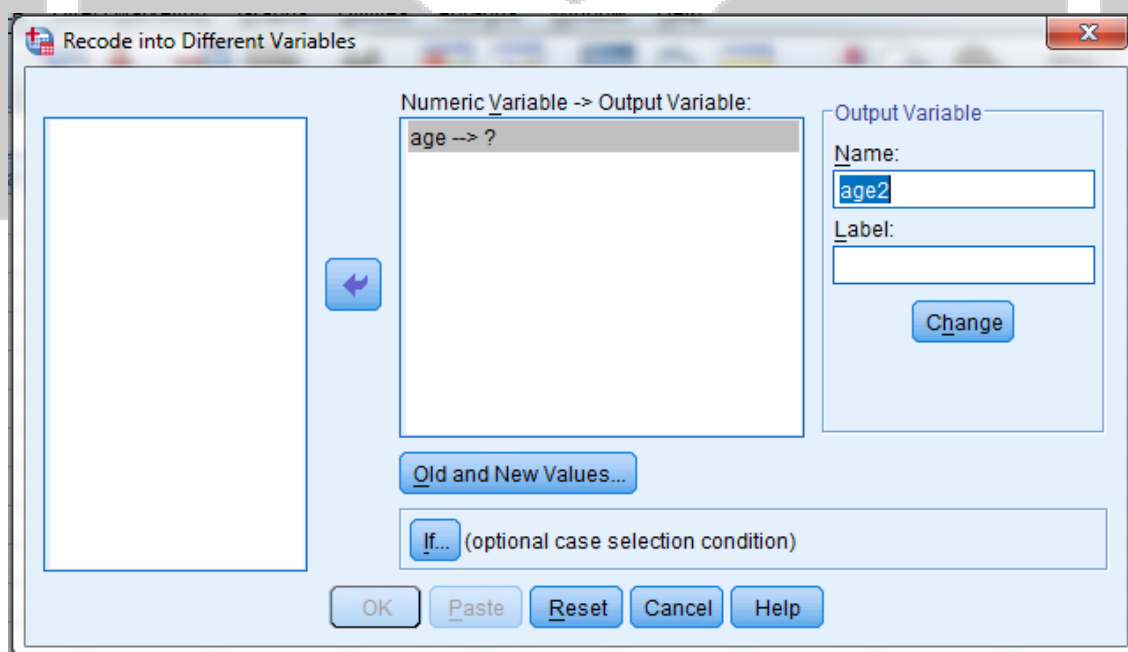 Recode into Different Variables
Numeric Variable -> Output Variable:
age --> ?
Output Variable
Name:
age2
Label:
Change
Old and New Values...
If... (optional case selection condition)
OK
Paste
Reset
Cancel
Help